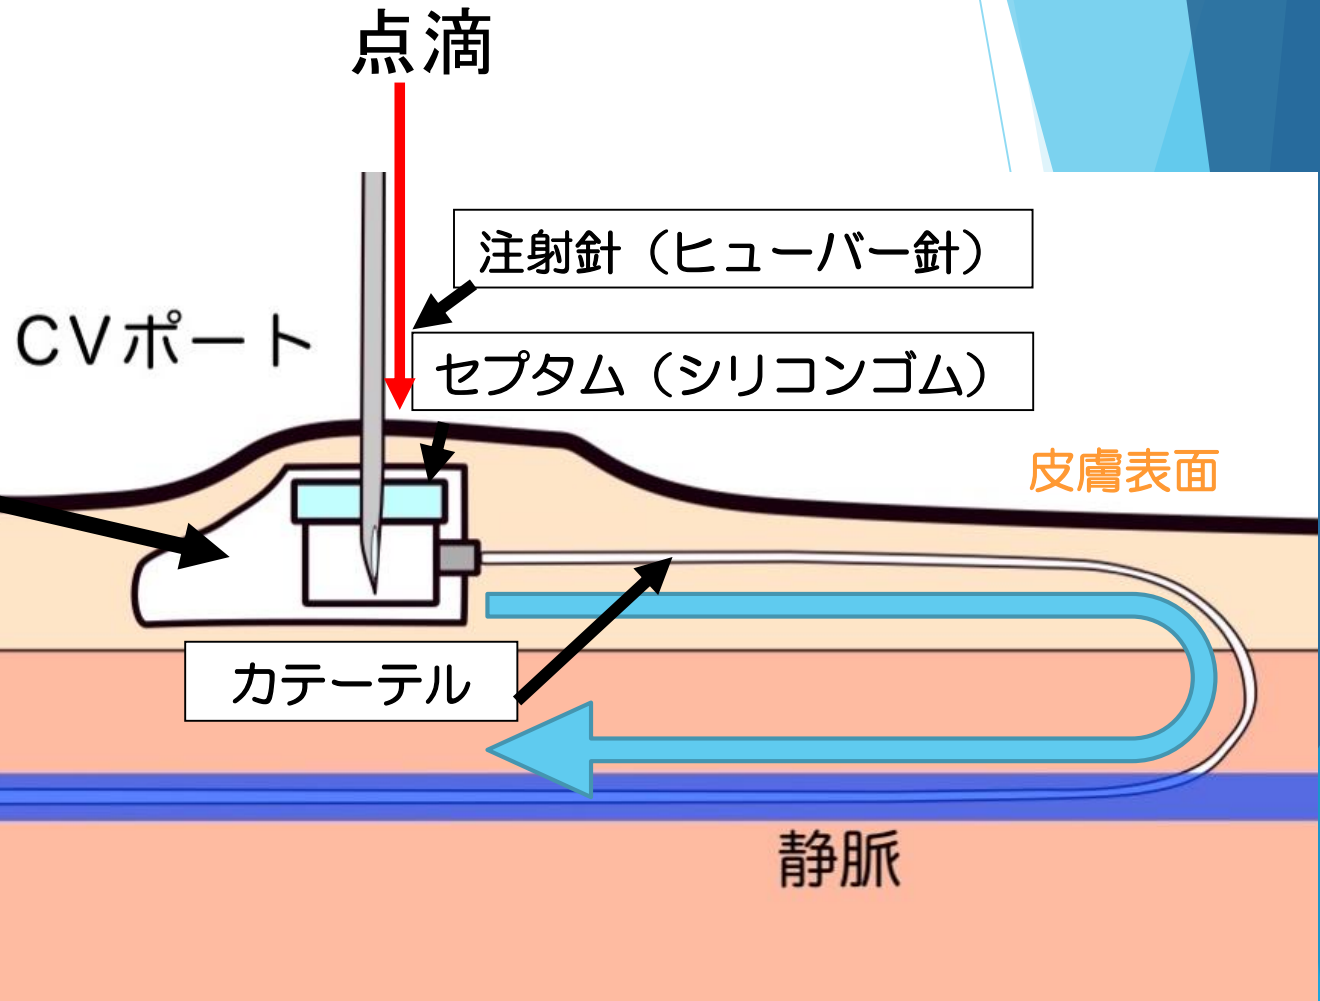 点滴
注射針（ヒューバー針）
CVポート
セプタム（シリコンゴム）
皮膚表面
カテーテル
静脈